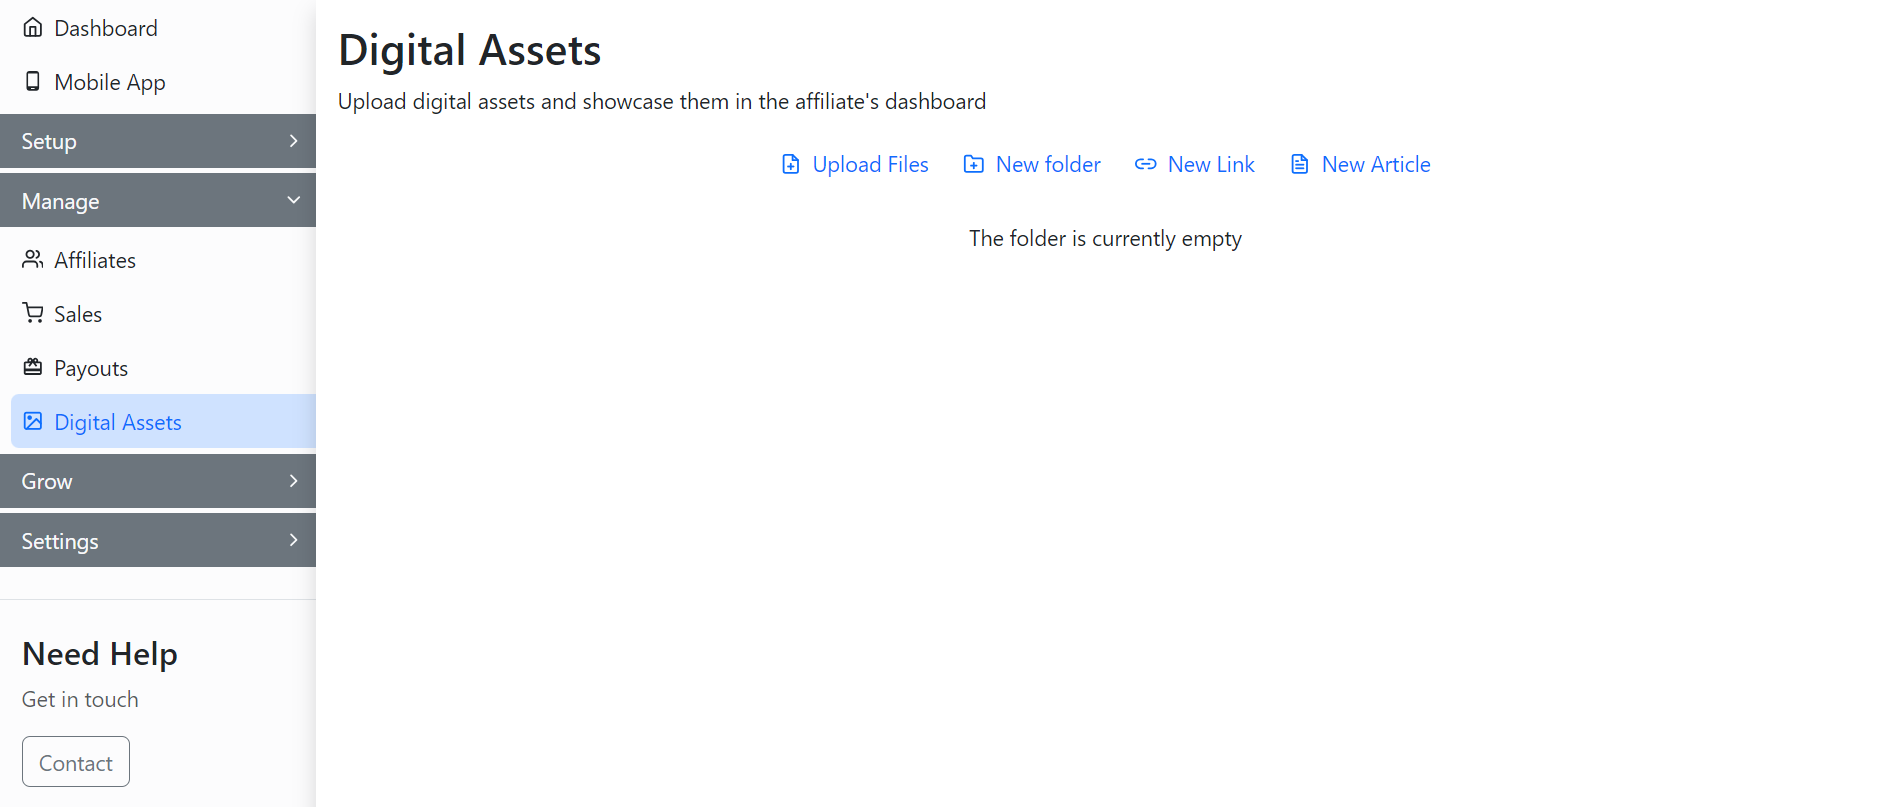 Dashboard
Mobile App
Setup
Manage
Affiliates
Sales
Payouts
Digital Assets
Grow
Settings
Need Help
Get in touch
Contact
Digital Assets
Upload digital assets and showcase them in the affiliate's dashboard
Upload Files New folder New Link New Article
The folder is currently empty